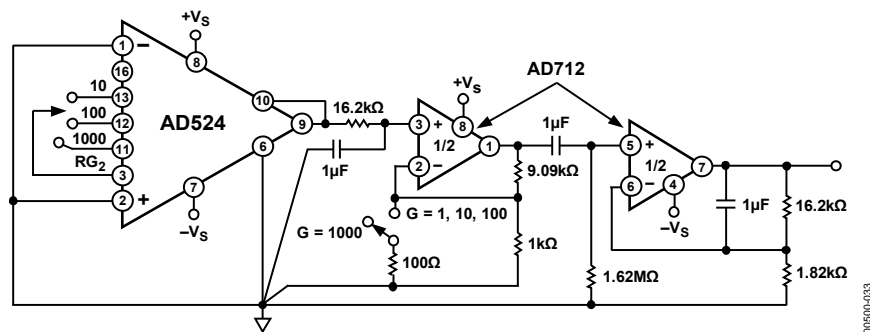 +VS
AD712
1
−
8
16
10
13
10
16.2kΩ
+VS
100
12
AD524
9
3
+
8
1µF
5
+
1000
11
6
1/2
1
1/2
7
RG2
3
1µF
2
−
9.09kΩ
6
−
4
1µF
16.2kΩ
2
+
7
G = 1, 10, 100
−VS
−VS
G = 1000
1kΩ
100Ω
1.62MΩ
1.82kΩ
00500-033